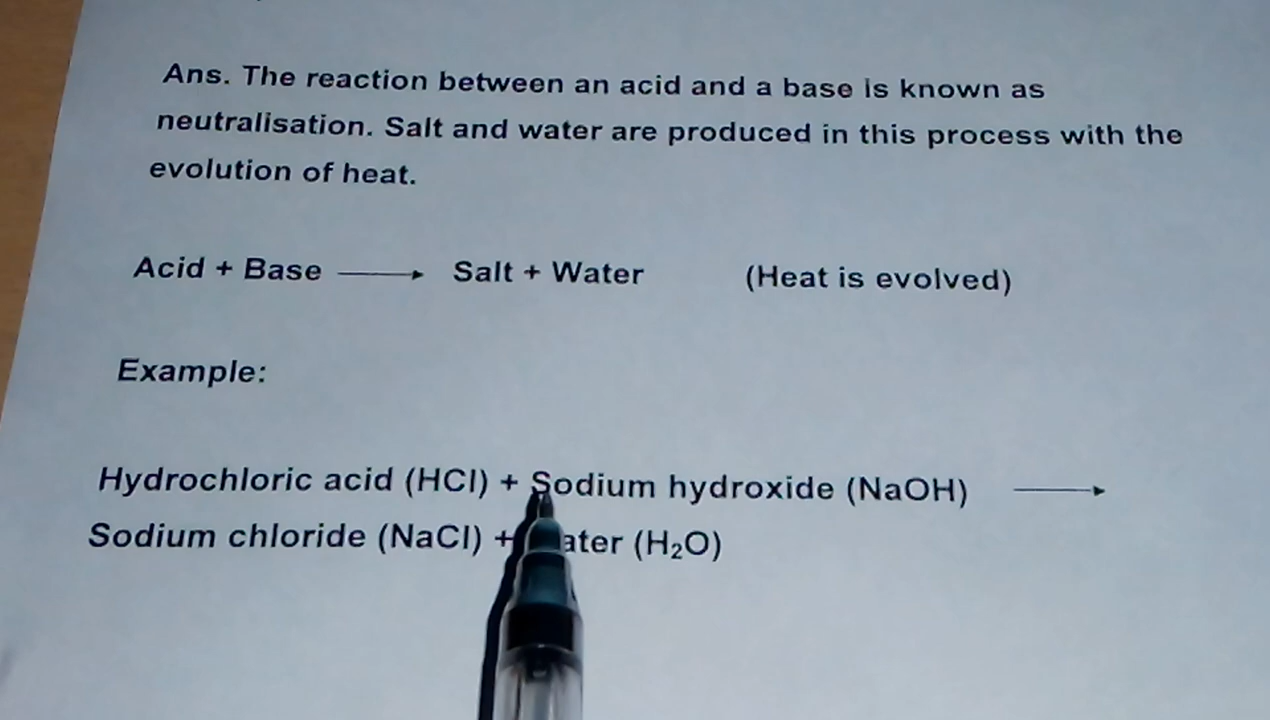 Ans. The reaction between an acid and a base is known as
neutralisation. Salt and water are produced in this process with the
evolution of heat.
Acid + Base ⟶ Salt + Water (Heat is evolved)
Example:
Hydrochloric acid (HCl) + Sodium hydroxide (NaOH) ⟶
Sodium chloride (NaCl) + ater (H₂O)